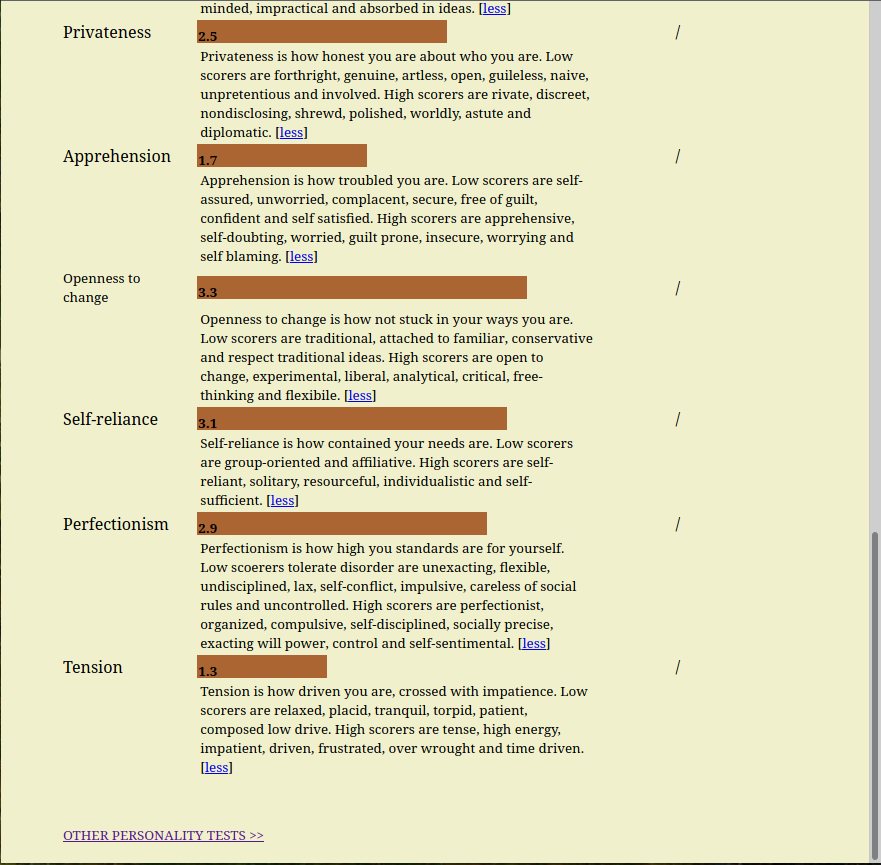 minded, impractical and absorbed in ideas. [less]
Privateness 2.5 /
Privateness is how honest you are about who you are. Low
scorers are forthright, genuine, artless, open, guileless, naive,
unpretentious and involved. High scorers are rivate, discreet,
nondisclosing, shrewd, polished, worldly, astute and
diplomatic. [less]
Apprehension 1.7 /
Apprehension is how troubled you are. Low scorers are self-
assured, unworried, complacent, secure, free of guilt,
confident and self satisfied. High scorers are apprehensive,
self-doubting, worried, guilt prone, insecure, worrying and
self blaming. [less]
Openness to
change 3.3 /
Openness to change is how not stuck in your ways you are.
Low scorers are traditional, attached to familiar, conservative
and respect traditional ideas. High scorers are open to
change, experimental, liberal, analytical, critical, free-
thinking and flexibile. [less]
Self-reliance 3.1 /
Self-reliance is how contained your needs are. Low scorers
are group-oriented and affiliative. High scorers are self-
reliant, solitary, resourceful, individualistic and self-
sufficient. [less]
Perfectionism 2.9 /
Perfectionism is how high you standards are for yourself.
Low scoerers tolerate disorder are unexacting, flexible,
undisciplined, lax, self-conflict, impulsive, careless of social
rules and uncontrolled. High scorers are perfectionist,
organized, compulsive, self-disciplined, socially precise,
exacting will power, control and self-sentimental. [less]
Tension 1.3 /
Tension is how driven you are, crossed with impatience. Low
scorers are relaxed, placid, tranquil, torpid, patient,
composed low drive. High scorers are tense, high energy,
impatient, driven, frustrated, over wrought and time driven.
[less]
OTHER PERSONALITY TESTS >>